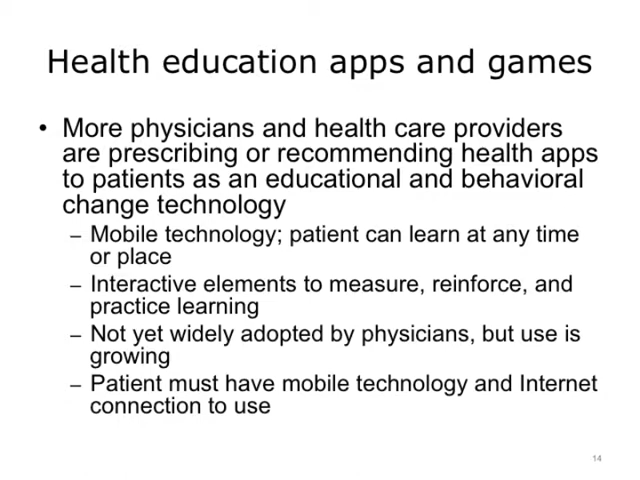 Health education apps and games
• More physicians and health care providers
are prescribing or recommending health apps
to patients as an educational and behavioral
change technology
– Mobile technology; patient can learn at any time
or place
– Interactive elements to measure, reinforce, and
practice learning
– Not yet widely adopted by physicians, but use is
growing
– Patient must have mobile technology and Internet
connection to use
14